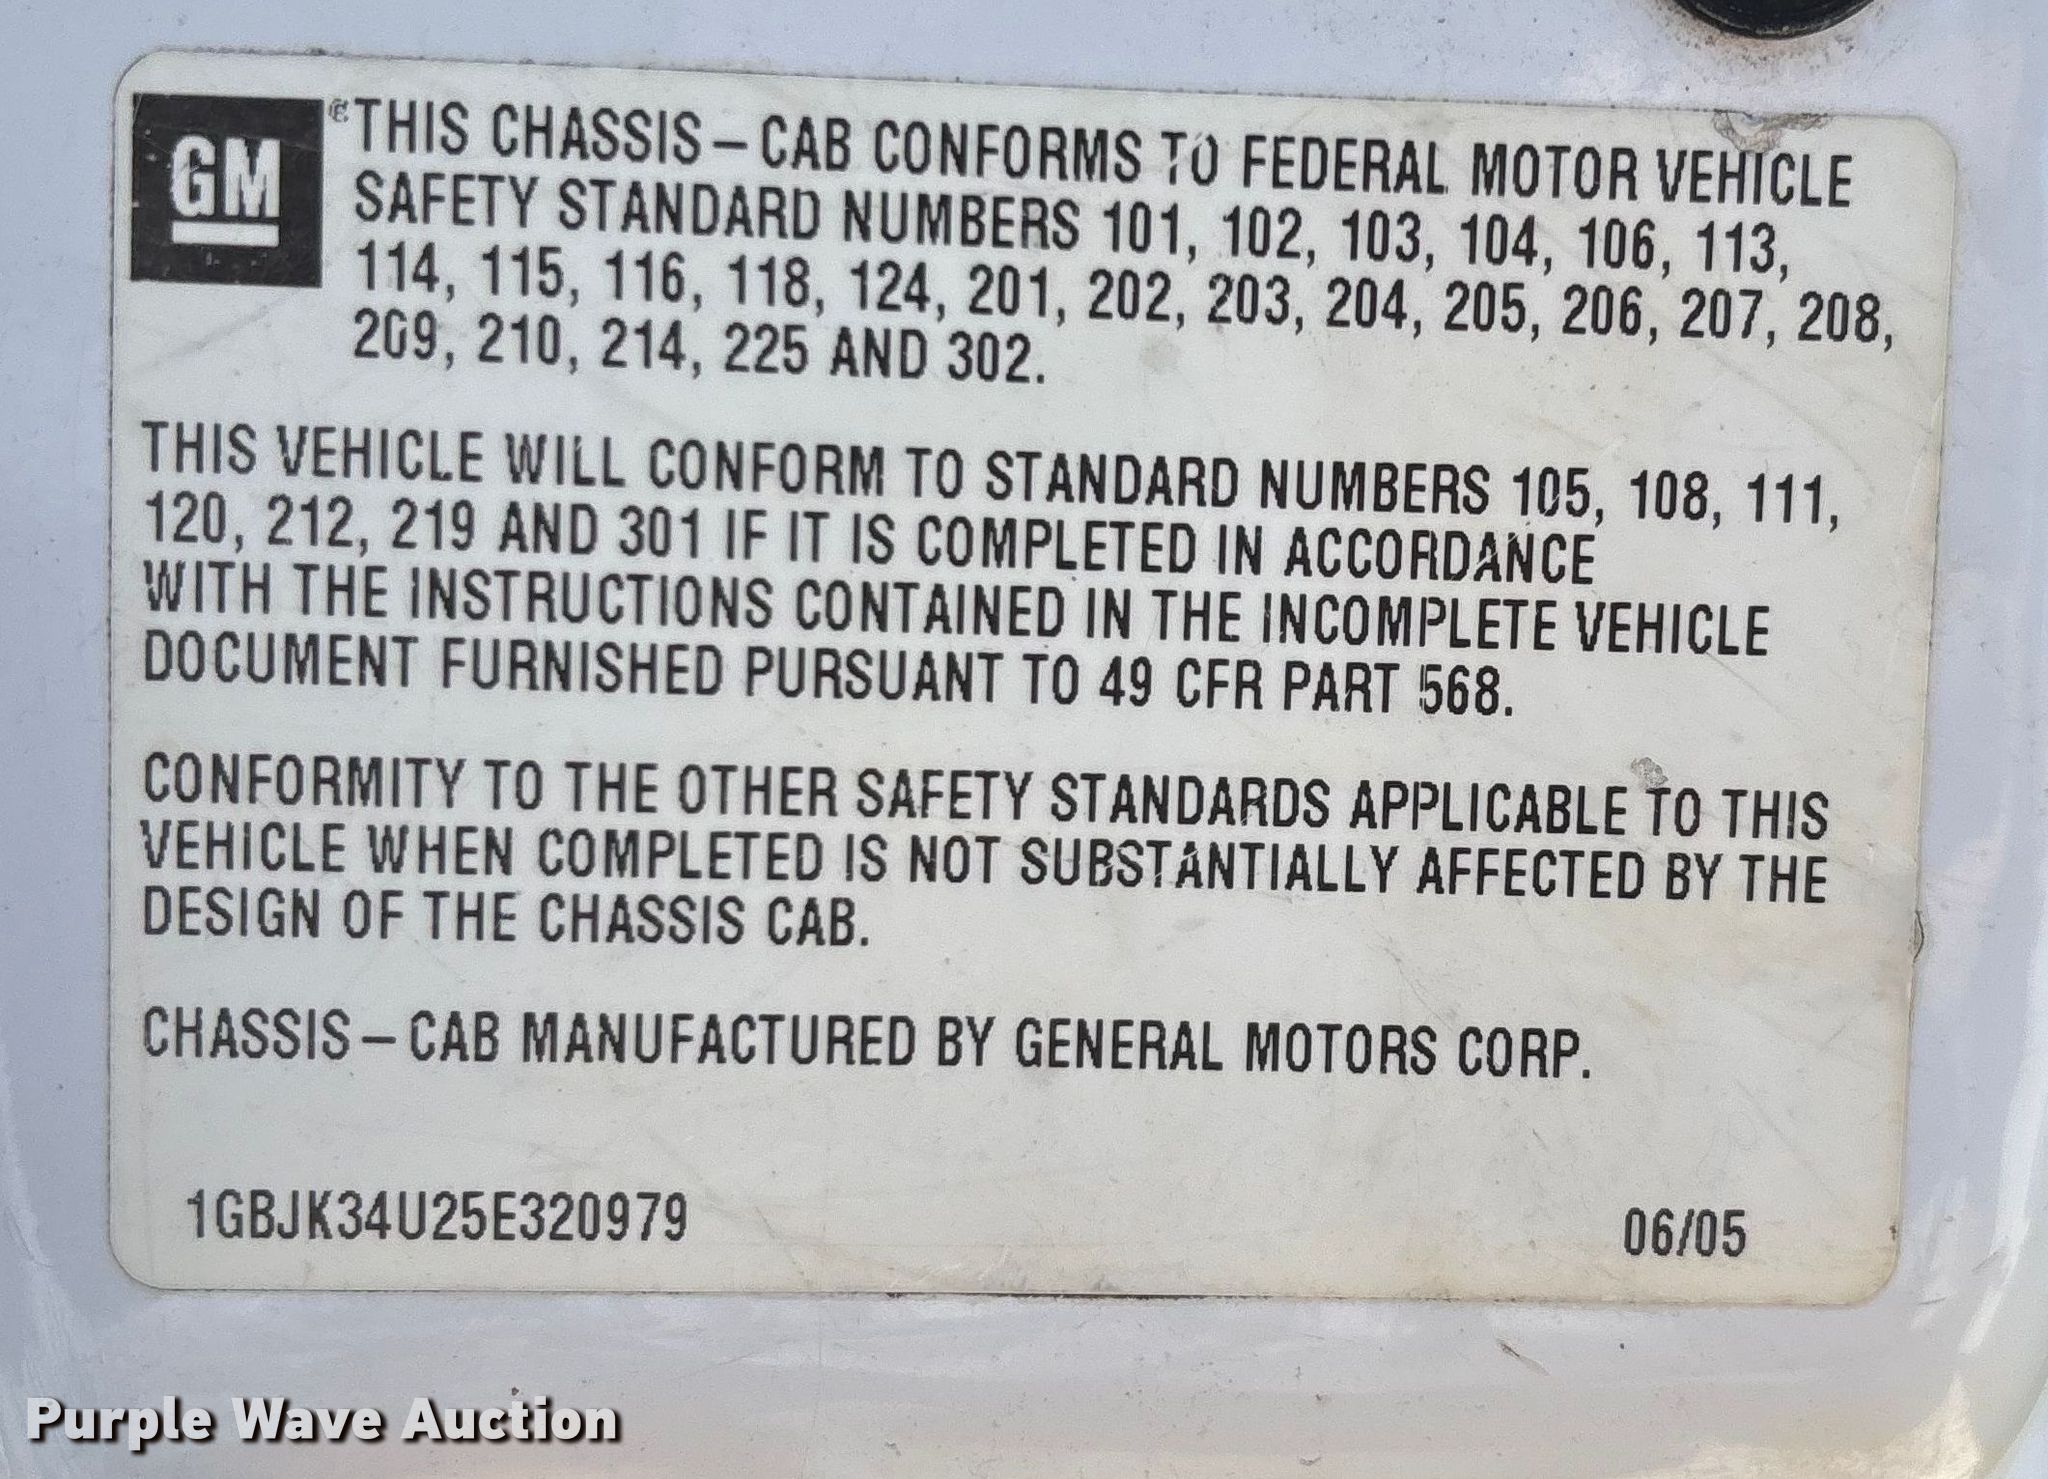 GM
THIS CHASSIS – CAB CONFORMS TO FEDERAL MOTOR VEHICLE
SAFETY STANDARD NUMBERS 101, 102, 103, 104, 106, 113,
114, 115, 116, 118, 124, 201, 202, 203, 204, 205, 206, 207, 208,
209, 210, 214, 225 AND 302.
THIS VEHICLE WILL CONFORM TO STANDARD NUMBERS 105, 108, 111,
120, 212, 219 AND 301 IF IT IS COMPLETED IN ACCORDANCE
WITH THE INSTRUCTIONS CONTAINED IN THE INCOMPLETE VEHICLE
DOCUMENT FURNISHED PURSUANT TO 49 CFR PART 568.
CONFORMITY TO THE OTHER SAFETY STANDARDS APPLICABLE TO THIS
VEHICLE WHEN COMPLETED IS NOT SUBSTANTIALLY AFFECTED BY THE
DESIGN OF THE CHASSIS CAB.
CHASSIS – CAB MANUFACTURED BY GENERAL MOTORS CORP.
1GBJK34U25E320979 06/05
Purple Wave Auction